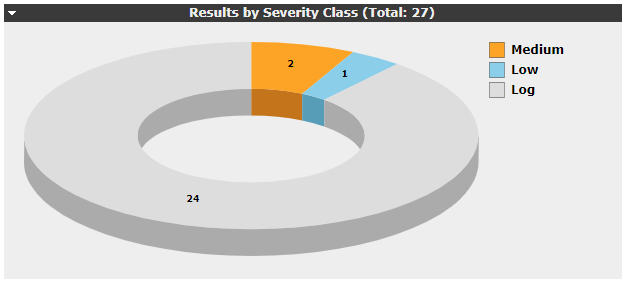 Results by Severity Class (Total: 27)
2
1
24
Medium
Low
Log